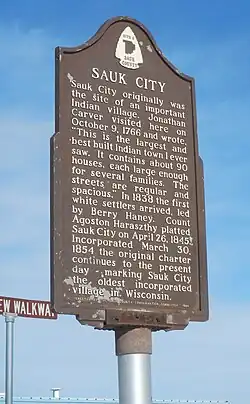 SAUK
COUNTY
SAUK CITY
Sauk City originally was
the site of an important
Indian village. Jonathan
Carver visited here on
October 9, 1766 and wrote,
"This is the largest and
best built Indian town I ever
saw. It contains about 90
houses, each large enough
for several families. The
streets are regular and
spacious." In 1838 the first
white settlers arrived, led
by Berry Haney. Count
Agoston Haraszthy platted
Sauk City on April 26, 1845.
Incorporated March 30,
1854 the original charter
continues to the present
day - marking Sauk City
the oldest incorporated
village in Wisconsin.
EW WALKWAY